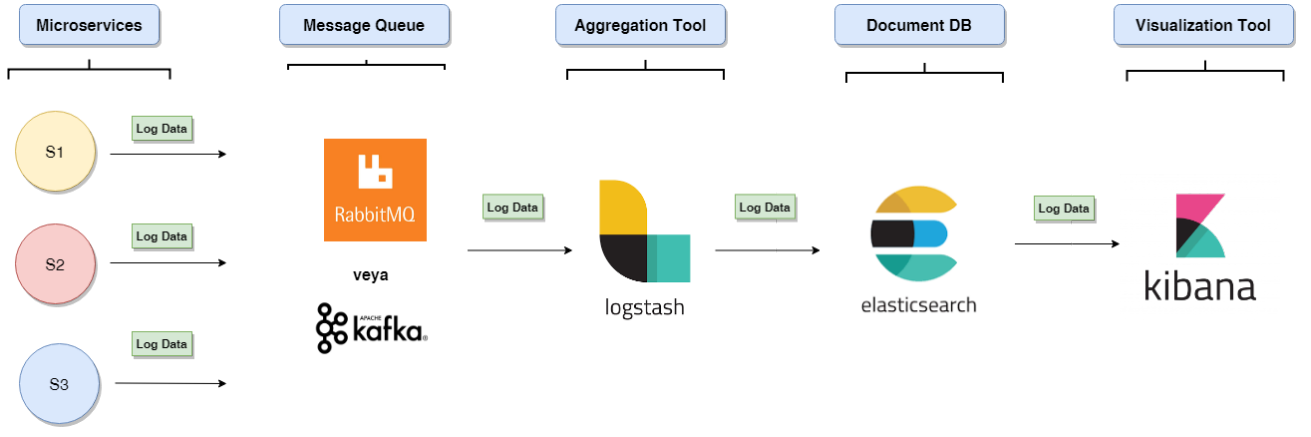 Microservices
Message Queue
Aggregation Tool
Document DB
Visualization Tool
S1
Log Data
S2
Log Data
S3
Log Data
RabbitMQ
veya
APACHE
kafka®
Log Data
logstash
Log Data
elasticsearch
Log Data
kibana